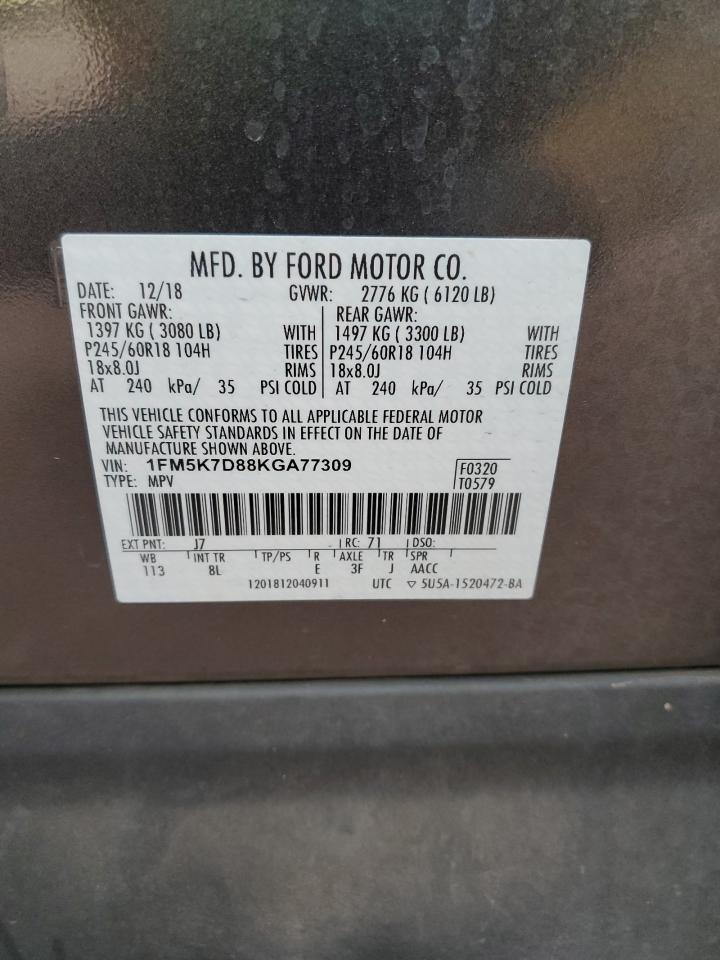 MFD. BY FORD MOTOR CO.
DATE: 12/18 GVWR: 2776 KG ( 6120 LB)
FRONT GAWR: REAR GAWR:
1397 KG ( 3080 LB) WITH 1497 KG ( 3300 LB) WITH
P245/60R18 104H TIRES P245/60R18 104H TIRES
18x8.0J RIMS 18x8.0J RIMS
AT 240 kPa/ 35 PSI COLD AT 240 kPa/ 35 PSI COLD
THIS VEHICLE CONFORMS TO ALL APPLICABLE FEDERAL MOTOR
VEHICLE SAFETY STANDARDS IN EFFECT ON THE DATE OF
MANUFACTURE SHOWN ABOVE.
VIN: 1FM5K7D88KGA77309 F0320
TYPE: MPV T0579
EXT PNT: J7 RC: 71 DSO:
WB INT TR TP/PS R AXLE TR SPR
113 8L E 3F J AACC
1201812040911 UTC ▽ 5U5A-1520472-BA